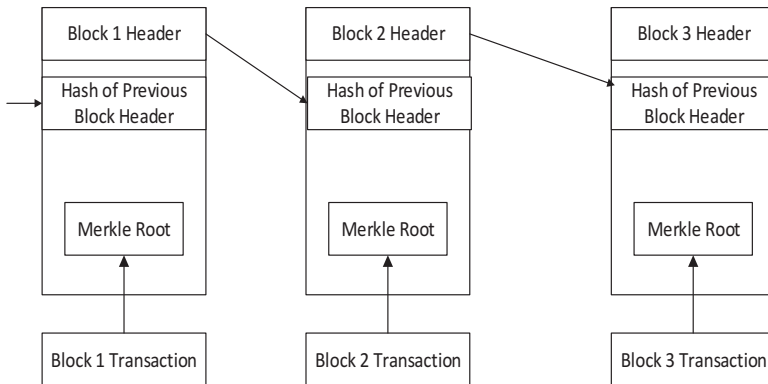 Block 1 Header
Block 2 Header
Block 3 Header
Hash of Previous
Block Header
Hash of Previous
Block Header
Hash of Previous
Block Header
Merkle Root
Merkle Root
Merkle Root
Block 1 Transaction
Block 2 Transaction
Block 3 Transaction